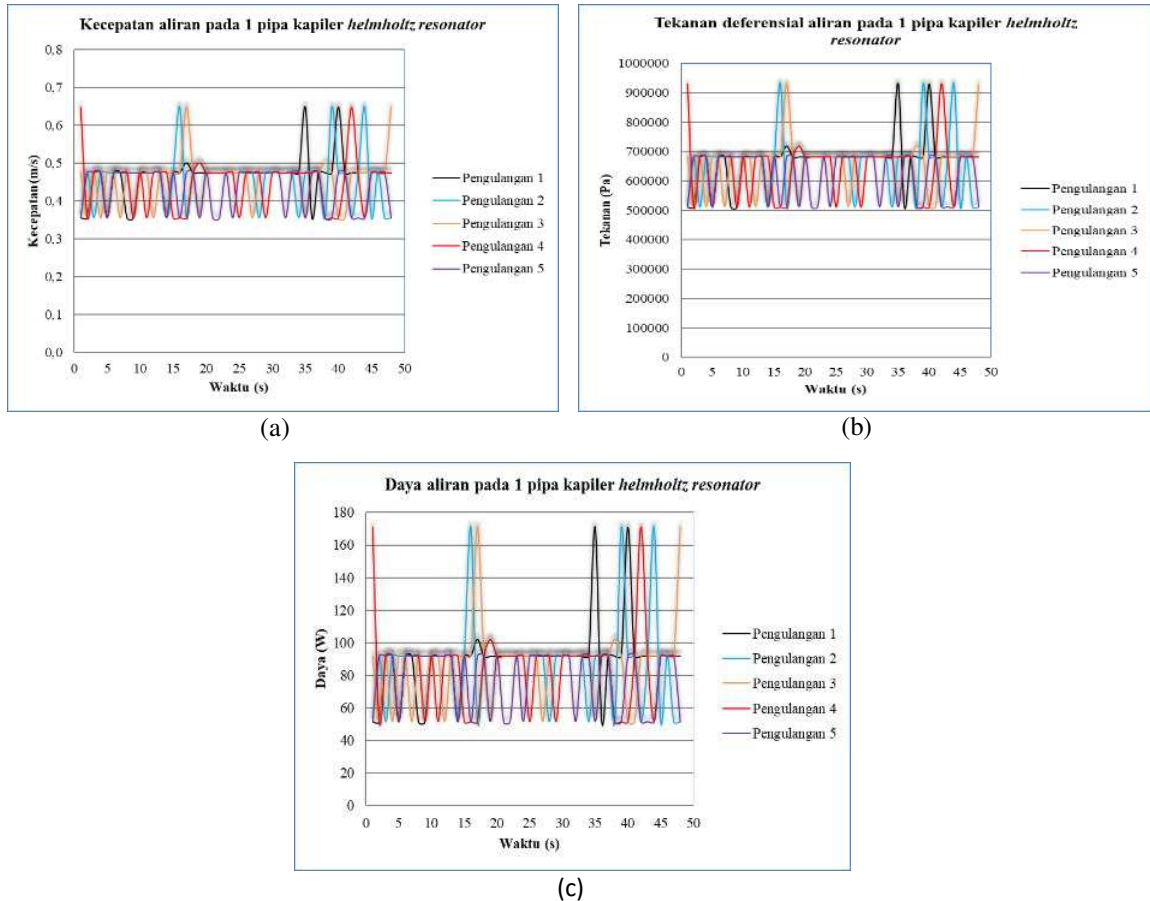 Kecepatan aliran pada 1 pipa kapiler helmholtz resonator
0,8
0,7
0,6
0,5
0,4
0,3
0,2
0,1
0,0
Kecepatan(m/s)
0 5 10 15 20 25 30 35 40 45 50
Waktu (s)
Pengulangan 1
Pengulangan 2
Pengulangan 3
Pengulangan 4
Pengulangan 5
(a)
Tekanan deferensial aliran pada 1 pipa kapiler helmholtz
resonator
1000000
900000
800000
700000
600000
500000
400000
300000
200000
100000
0
Tekanan (Pa)
0 5 10 15 20 25 30 35 40 45 50
Waktu (s)
Pengulangan 1
Pengulangan 2
Pengulangan 3
Pengulangan 4
Pengulangan 5
(b)
Daya aliran pada 1 pipa kapiler helmholtz resonator
180
160
140
120
100
80
60
40
20
0
Daya (W)
0 5 10 15 20 25 30 35 40 45 50
Waktu (s)
Pengulangan 1
Pengulangan 2
Pengulangan 3
Pengulangan 4
Pengulangan 5
(c)